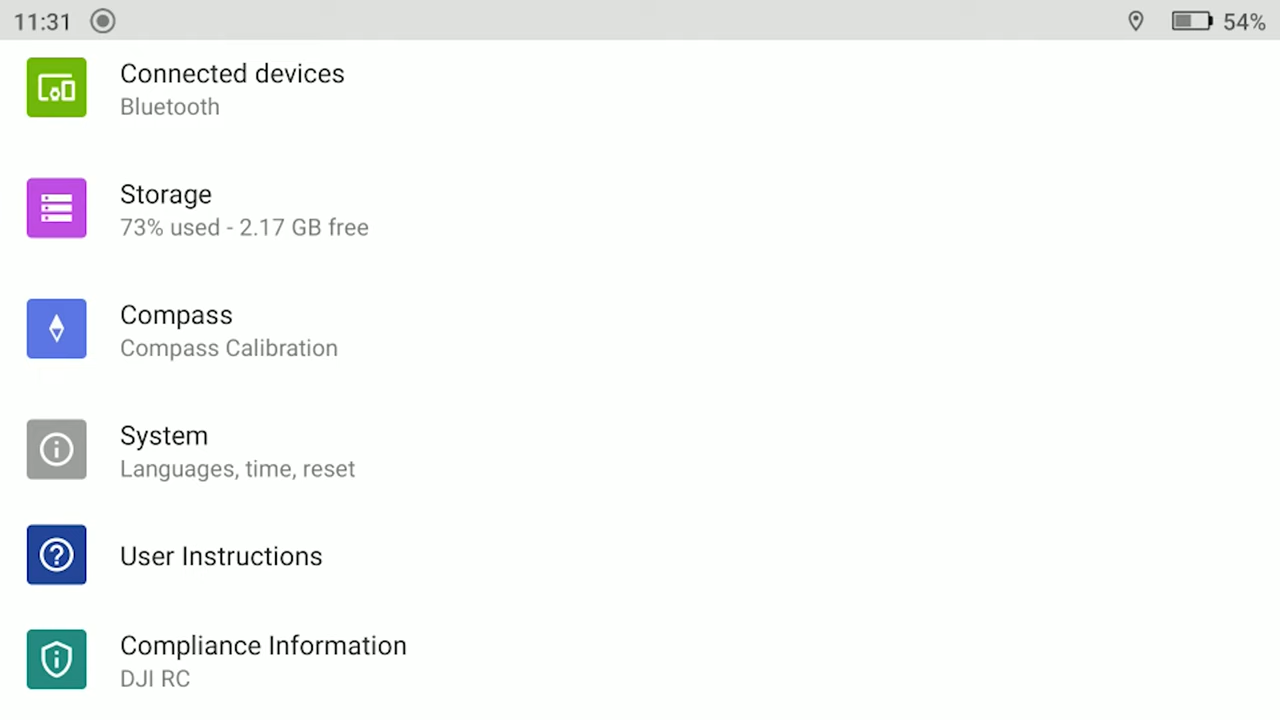 11:31
54%
Connected devices
Bluetooth
Storage
73% used - 2.17 GB free
Compass
Compass Calibration
System
Languages, time, reset
User Instructions
Compliance Information
DJI RC